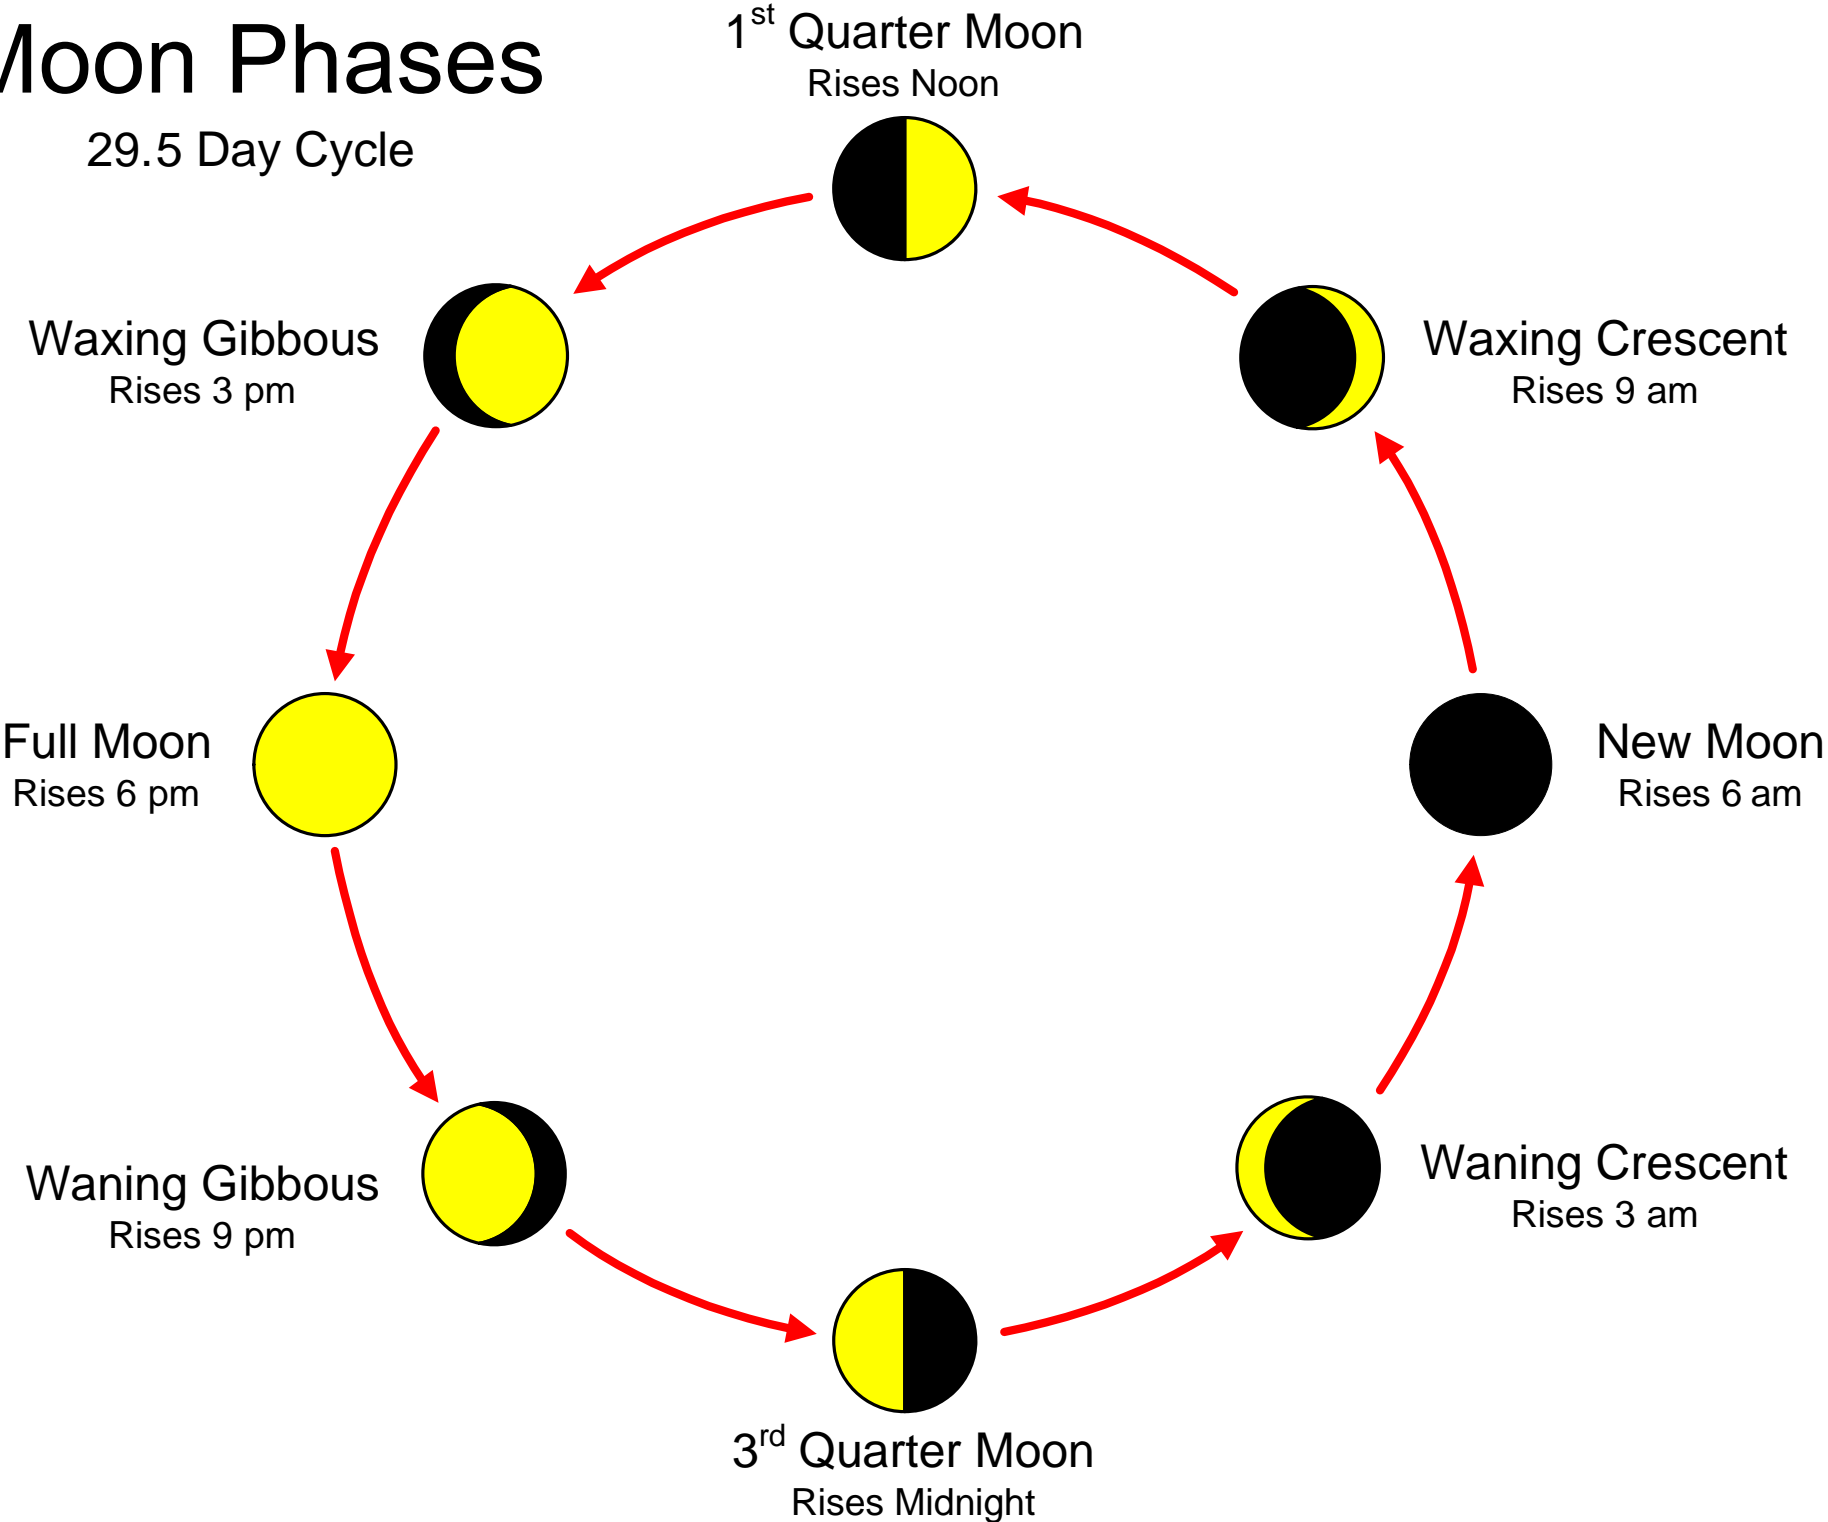 Moon Phases
29.5 Day Cycle
1st Quarter Moon
Rises Noon
Waxing Gibbous
Rises 3 pm
Waxing Crescent
Rises 9 am
Full Moon
Rises 6 pm
New Moon
Rises 6 am
Waning Gibbous
Rises 9 pm
Waning Crescent
Rises 3 am
3rd Quarter Moon
Rises Midnight